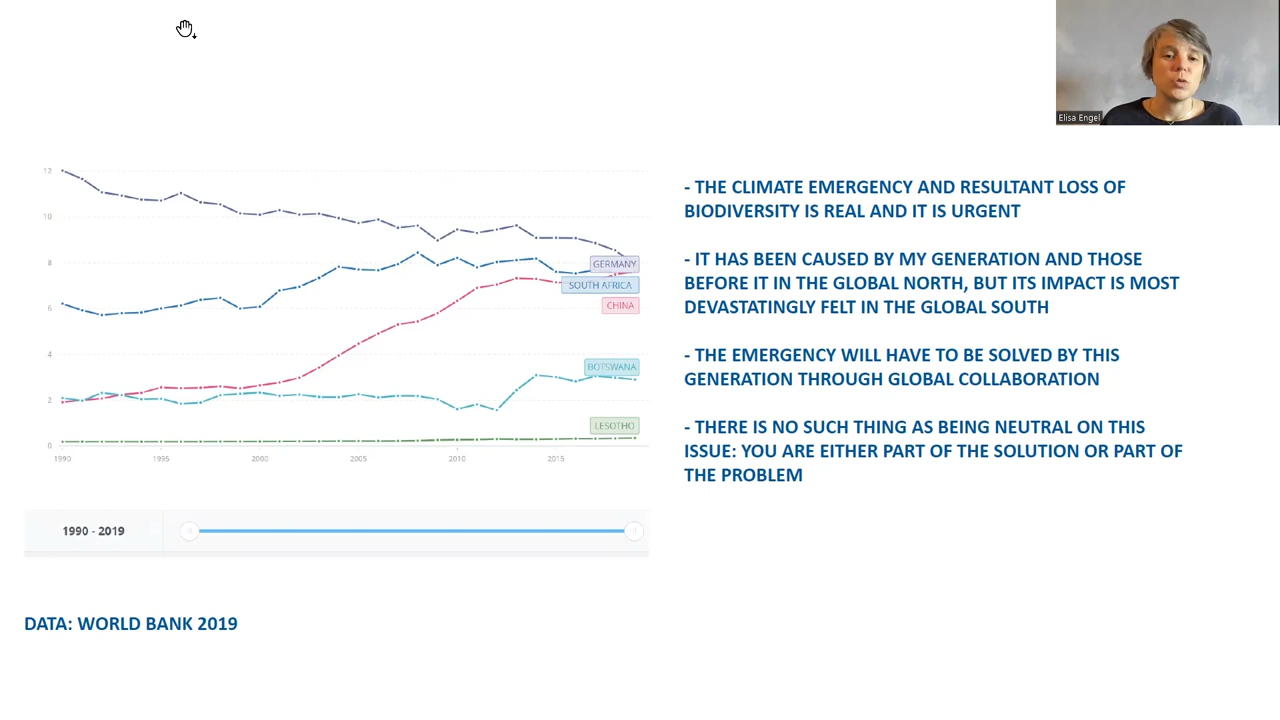 Elisa Engel
12
10
8
6
4
2
0
1990 1995 2000 2005 2010 2015
GERMANY
SOUTH AFRICA
CHINA
BOTSWANA
LESOTHO
1990 - 2019
DATA: WORLD BANK 2019
- THE CLIMATE EMERGENCY AND RESULTANT LOSS OF
BIODIVERSITY IS REAL AND IT IS URGENT
- IT HAS BEEN CAUSED BY MY GENERATION AND THOSE
BEFORE IT IN THE GLOBAL NORTH, BUT ITS IMPACT IS MOST
DEVASTATINGLY FELT IN THE GLOBAL SOUTH
- THE EMERGENCY WILL HAVE TO BE SOLVED BY THIS
GENERATION THROUGH GLOBAL COLLABORATION
- THERE IS NO SUCH THING AS BEING NEUTRAL ON THIS
ISSUE: YOU ARE EITHER PART OF THE SOLUTION OR PART OF
THE PROBLEM